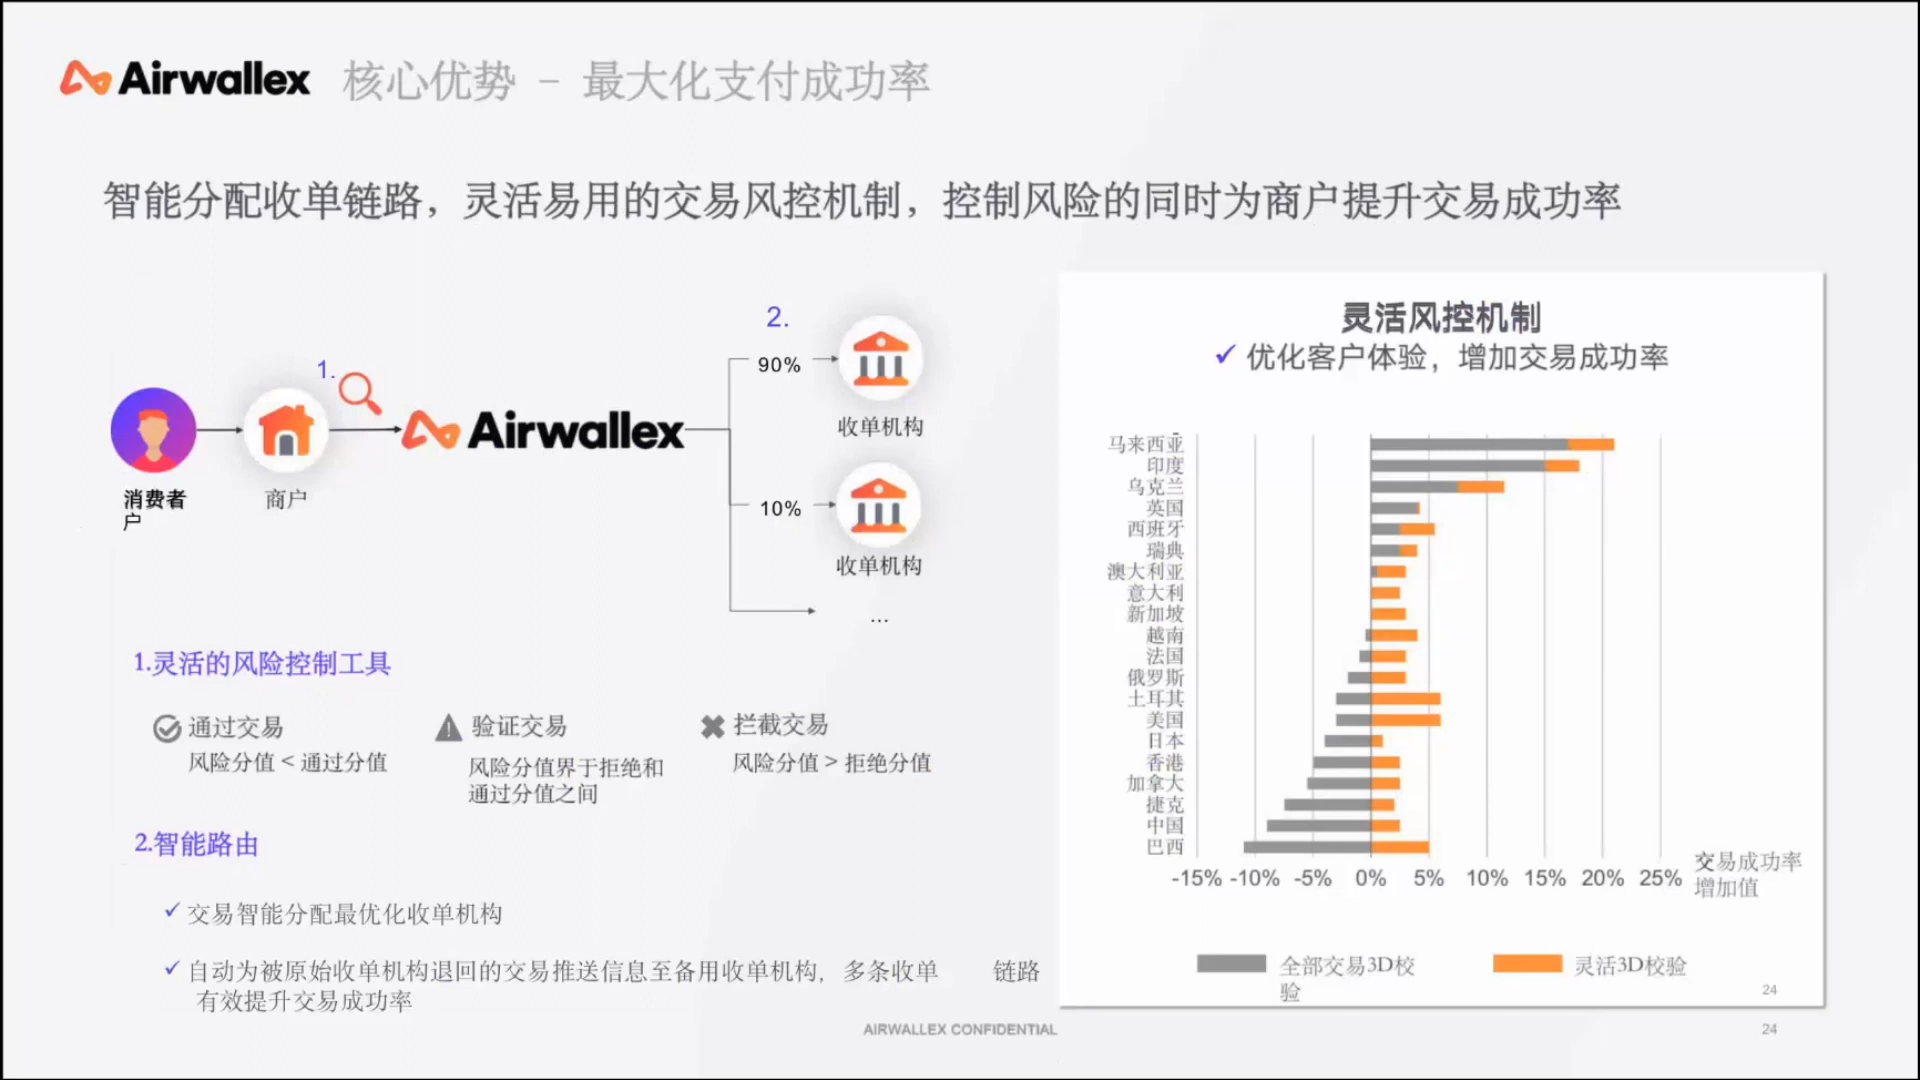 Airwallex 核心优势 – 最大化支付成功率
智能分配收单链路，灵活易用的交易风控机制，控制风险的同时为商户提升交易成功率
1.
2.
消费者
户
商户
Airwallex
90%
收单机构
10%
收单机构
...
1.灵活的风险控制工具
通过交易
风险分值 < 通过分值
验证交易
风险分值界于拒绝和
通过分值之间
拦截交易
风险分值 > 拒绝分值
2.智能路由
交易智能分配最优化收单机构
自动为被原始收单机构退回的交易推送信息至备用收单机构，多条收单 链路
有效提升交易成功率
灵活风控机制
优化客户体验，增加交易成功率
马来西亚
印度
乌克兰
英国
西班牙
瑞典
澳大利亚
意大利
新加坡
越南
法国
俄罗斯
土耳其
美国
日本
香港
加拿大
捷克
中国
巴西
-15% -10% -5% 0% 5% 10% 15% 20% 25%
交易成功率
增加值
全部交易3D校
验
灵活3D校验
24
AIRWALLEX CONFIDENTIAL
24